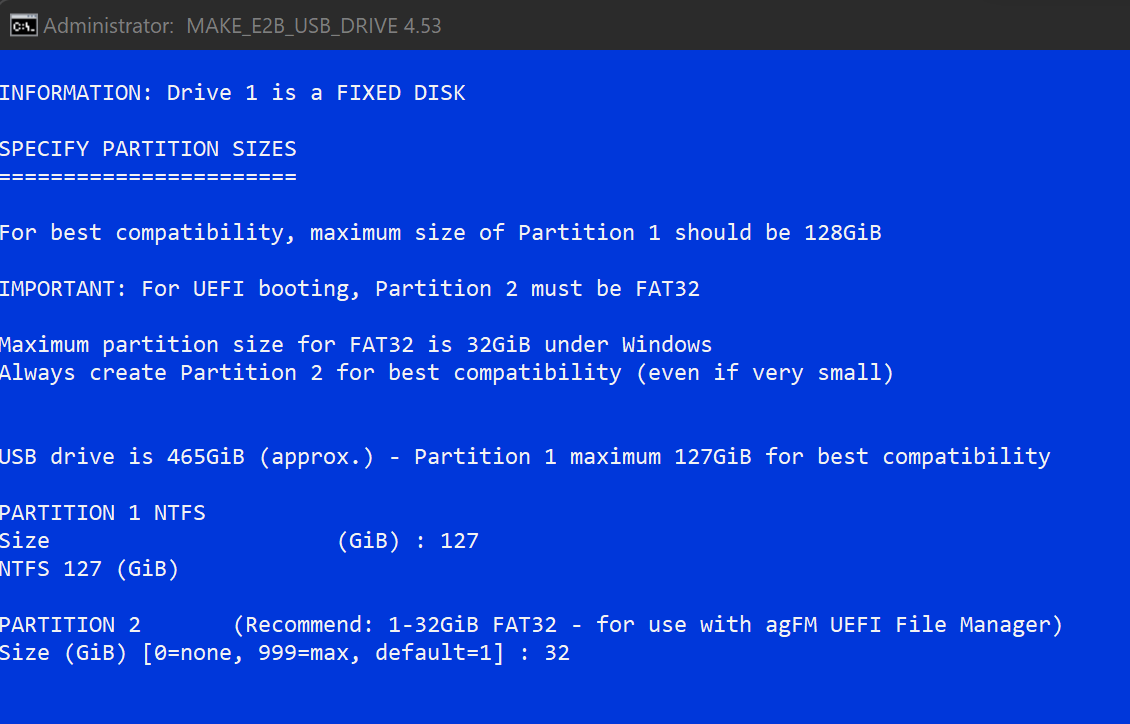 Administrator:  MAKE_E2B_USB_DRIVE 4.53
INFORMATION: Drive 1 is a FIXED DISK
SPECIFY PARTITION SIZES
=======================
For best compatibility, maximum size of Partition 1 should be 128GiB
IMPORTANT: For UEFI booting, Partition 2 must be FAT32
Maximum partition size for FAT32 is 32GiB under Windows
Always create Partition 2 for best compatibility (even if very small)
USB drive is 465GiB (approx.) - Partition 1 maximum 127GiB for best compatibility
PARTITION 1 NTFS
Size                      (GiB) : 127
NTFS 127 (GiB)
PARTITION 2       (Recommend: 1-32GiB FAT32 - for use with agFM UEFI File Manager)
Size (GiB) [0=none, 999=max, default=1] : 32